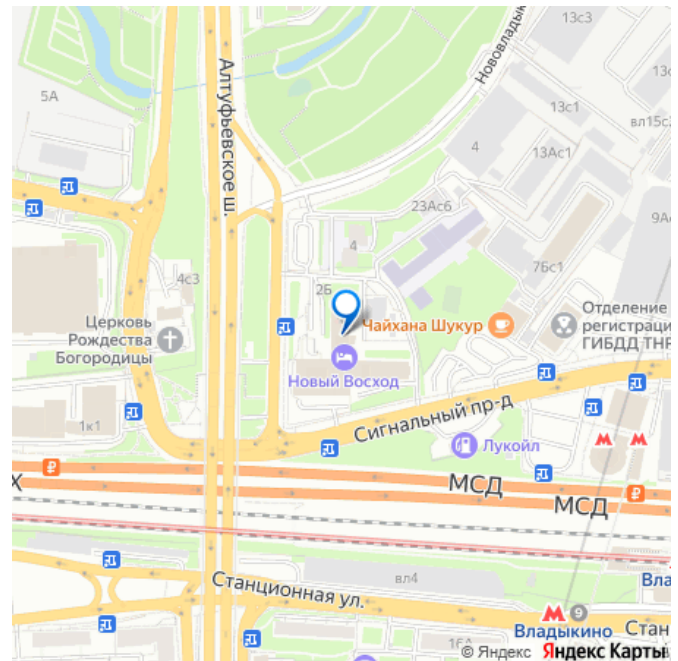 13с3
Нововладык
13с
5А
13с1
вл15с2
Алтуфьевское ш.
4
13Ас1
23Ас6
9А
4
7Бс1
4с3
2Б
Отделение
регистраци
ГИБДД ТНР
Чайхана Шукур
Церковь
Рождества
Богородицы
Новый Восход
Сигнальный пр-д
1к1
Лукойл
М М
₽
Х
МСД
МСД
₽
вл4
Вла
Станционная ул.
М 9
Владыкино
Стан
16А
© Яндекс Яндекс Карты